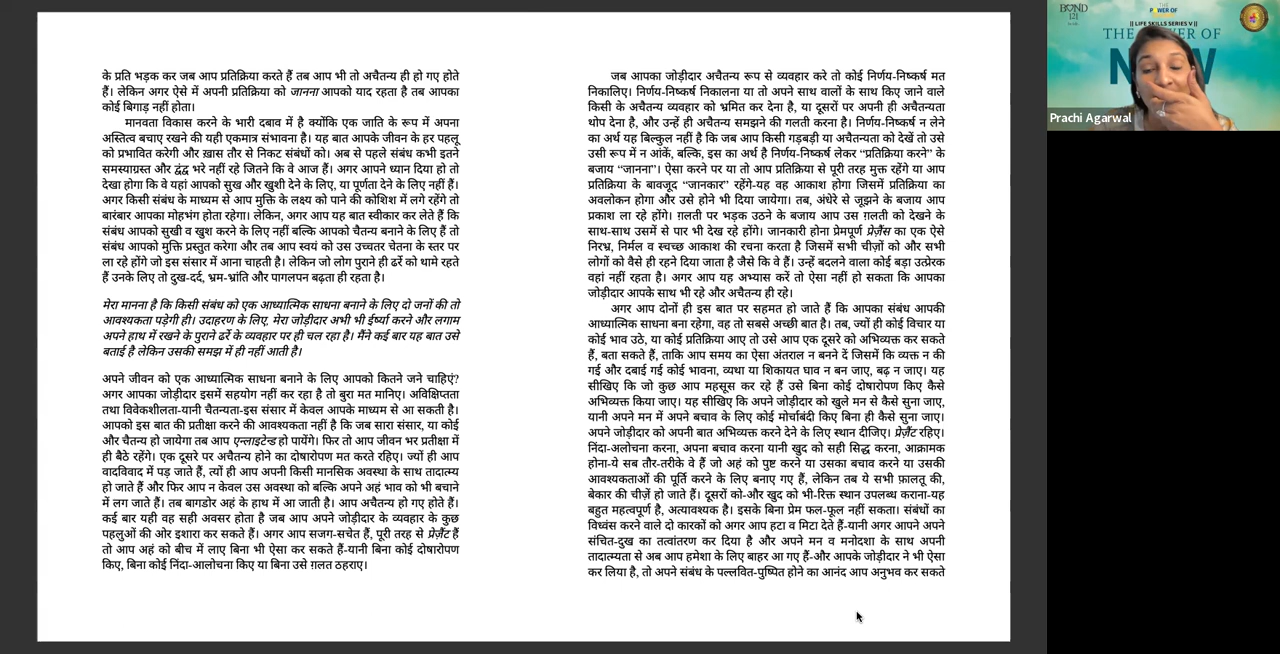 के प्रति भड़क कर जब आप प्रतिक्रिया करते हैं तब आप भी तो अचैतन्य ही हो गए होते
हैं। लेकिन अगर ऐसे में अपनी प्रतिक्रिया को जानना आपको याद रहता है तब आपका
कोई बिगाड़ नहीं होता।
मानवता विकास करने के भारी दबाव में है क्योंकि एक जाति के रूप में अपना
अस्तित्व बचाए रखने की यही एकमात्र संभावना है। यह बात आपके जीवन के हर पहलू
को प्रभावित करेगी और ख़ास तौर से निकट संबंधों को। अब से पहले संबंध कभी इतने
समस्याग्रस्त और द्वंद्व भरे नहीं रहे जितनि कि वे आज हैं। अगर आपने ध्यान दिया हो तो
देखा होगा कि वे यहां आपको सुख और खुशी देने के लिए, या पूर्णता देने के लिए नहीं हैं।
अगर किसी संबंध के माध्यम से आप मुक्ति के लक्ष्य को पाने की कोशिश में लगे रहेंगे तो
बारंबार आपका मोहभंग होता रहेगा। लेकिन, अगर आप यह बात स्वीकार कर लेते हैं कि
संबंध आपको सुखी व खुश करने के लिए नहीं बल्कि आपको चैतन्य बनाने के लिए हैं तो
संबंध आपको मुक्ति प्रस्तुत करेगा और तब आप स्वयं को उस उच्चतर चेतना के स्तर पर
ला रहे होंगे जो इस संसार में आना चाहती है। लेकिन जो लोग पुराने ही ढर्रे को थामे रहते
हैं उनके लिए तो दुख-दर्द, भ्रम-भ्रांति और पागलपन बढ़ता ही रहता है।
मेरा मानना है कि किसी संबंध को एक आध्यात्मिक साधना बनाने के लिए दो जनों की तो
आवश्यकता पड़ेगी ही। उदाहरण के लिए, मेरा जोड़ीदार अभी भी ईर्ष्या करने और लगाम
अपने हाथ में रखने के पुराने ढर्रे के व्यवहार पर ही चल रहा है। मैंने कई बार यह बात उसे
बताई है लेकिन उसकी समझ में ही नहीं आती है।
अपने जीवन को एक आध्यात्मिक साधना बनाने के लिए आपको कितने जने चाहिएं?
अगर आपका जोड़ीदार इसमें सहयोग नहीं कर रहा है तो बुरा मत मानिए। अविक्षिपता
तथा विवेकशीलता-यानी चैतन्यता-इस संसार में केवल आपके माध्यम से आ सकती है।
आपको इस बात की प्रतीक्षा करने की आवश्यकता नहीं है कि जब सारा संसार, या कोई
और चैतन्य हो जायेगा तब आप एन्लाइटेन्ड हो पायेंगे। फिर तो आप जीवन भर प्रतीक्षा में
ही बैठे रहेंगे। एक दूसरे पर अचैतन्य होने का दोषारोपण मत करते रहिए। ज्यों ही आप
वादविवाद में पड़ जाते हैं, त्यों ही आप अपनी किसी मानसिक अवस्था के साथ तादात्म्य
हो जाते हैं और फिर आप न केवल उस अवस्था को बल्कि अपने अहं भाव को भी बचाने
में लग जाते हैं। तब बागडोर अहं के हाथ में आ जाती है। आप अचैतन्य हो गए होते हैं।
कई बार यही वह सही अवसर होता है जब आप अपने जोड़ीदार के व्यवहार के कुछ
पहलुओं की ओर इशारा कर सकते हैं। अगर आप सजग-सचेत हैं, पूरी तरह से प्रेज़ैंट हैं
तो आप अहं को बीच में लाए बिना भी ऐसा कर सकते हैं-यानी बिना कोई दोषारोपण
किए, बिना कोई निंदा-आलोचना किए या बिना उसे ग़लत ठहराए।
जब आपका जोड़ीदार अचैतन्य रूप से व्यवहार करे तो कोई निर्णय-निष्कर्ष मत
निकालिए। निर्णय-निष्कर्ष निकालना या तो अपने साथ वालों के साथ किए जाने वाले
किसी के अचैतन्य व्यवहार को भ्रमित कर देना है, या दूसरों पर अपनी ही अचैतन्यता
थोप देना है, और उन्हें ही अचैतन्य समझने की गलती करना है। निर्णय-निष्कर्ष न लेने
का अर्थ यह बिल्कुल नहीं है कि जब आप किसी गड़बड़ी या अचैतन्यता को देखें तो उसे
उसी रूप में न आंकें, बल्कि, इस का अर्थ है निर्णय-निष्कर्ष लेकर “प्रतिक्रिया करने” के
बजाय “जानना”। ऐसा करने पर या तो आप प्रतिक्रिया से पूरी तरह मुक्त रहेंगे या आप
प्रतिक्रिया के बावजूद “जानकार” रहेंगे-यह वह आकाश होगा जिसमें प्रतिक्रिया का
अवलोकन होगा और उसे होने भी दिया जायेगा। तब, अंधेरे से जूझने के बजाय आप
प्रकाश ला रहे होंगे। ग़लती पर भड़क उठने के बजाय आप उस ग़लती को देखने के
साथ-साथ उसमें से पार भी देख रहे होंगे। जानकारी होना प्रेमपूर्ण प्रेज़ैंस का एक ऐसे
निरभ्र, निर्मल व स्वच्छ आकाश की रचना करता है जिसमें सभी चीज़ों को और सभी
लोगों को वैसे ही रहने दिया जाता है जैसे कि वे हैं। उन्हें बदलने वाला कोई बड़ा उत्प्रेरक
वहां नहीं रहता है। अगर आप यह अभ्यास करें तो ऐसा नहीं हो सकता कि आपका
जोड़ीदार आपके साथ भी रहे और अचैतन्य ही रहे।
अगर आप दोनों ही इस बात पर सहमत हो जाते हैं कि आपका संबंध आपकी
आध्यात्मिक साधना बना रहेगा, वह तो सबसे अच्छी बात है। तब, ज्यों ही कोई विचार या
कोई भाव उठे, या कोई प्रतिक्रिया आए तो उसे आप एक दूसरे को अभिव्यक्त कर सकते
हैं, बता सकते हैं, ताकि आप समय का ऐसा अंतराल न बनने दें जिसमें कि व्यक्त न की
गई और दबाई गई कोई भावना, व्यथा या शिकायत घाव न बन जाए, बढ़ न जाए। यह
सीखिए कि जो कुछ आप महसूस कर रहे हैं उसे बिना कोई दोषारोपण किए कैसे
अभिव्यक्त किया जाए। यह सीखिए कि अपने जोड़ीदार को खुले मन से कैसे सुना जाए,
यानी अपने मन में अपने बचाव के लिए कोई मोर्चाबंदी किए बिना ही कैसे सुना जाए।
अपने जोड़ीदार को अपनी बात अभिव्यक्त करने देने के लिए स्थान दीजिए। प्रेज़ैंट रहिए।
निंदा-अलोचना करना, अपना बचाव करना यानी खुद को सही सिद्ध करना, आक्रामक
होना-ये सब तौर-तरीके वे हैं जो अहं को पुष्ट करने या उसका बचाव करने या उसकी
आवश्यकताओं की पूर्ति करने के लिए बनाए गए हैं, लेकिन तब ये सभी फ़ालतू की,
बेकार की चीज़ें हो जाते हैं। दूसरों को-और खुद को भी-रिक्त स्थान उपलब्ध कराना-यह
बहुत महत्वपूर्ण है, अत्यावश्यक है। इसके बिना प्रेम फल-फूल नहीं सकता। संबंधों का
विध्वंस करने वाले दो कारकों को अगर आप हटा व मिटा देते हैं-यानी अगर आपने अपने
संचित-दुख का तत्वांतरण कर दिया है और अपने मन व मनोदशा के साथ अपनी
तादात्म्यता से अब आप हमेशा के लिए बाहर आ गए हैं-और आपके जोड़ीदार ने भी ऐसा
कर लिया है, तो अपने संबंध के पल्लवित-पुष्पित होने का आनंद आप अनुभव कर सकते
BOND
THE
POWER OF
|| LIFE SKILLS SERIES V ||
THE POWER OF
Prachi Agarwal